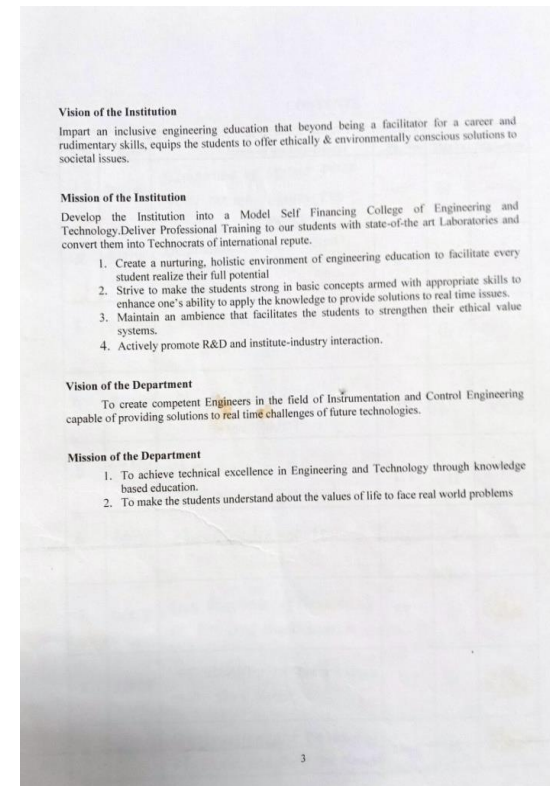 Vision of the Institution
Impart an inclusive engineering education that beyond being a facilitator for a career and
rudimentary skills, equips the students to offer ethically & environmentally conscious solutions to
societal issues.
Mission of the Institution
Develop the Institution into a Model Self Financing College of Engineering and
Technology.Deliver Professional Training to our students with state-of-the art Laboratories and
convert them into Technocrats of international repute.
1. Create a nurturing, holistic environment of engineering education to facilitate every
student realize their full potential
2. Strive to make the students strong in basic concepts armed with appropriate skills to
enhance one's ability to apply the knowledge to provide solutions to real time issues.
3. Maintain an ambience that facilitates the students to strengthen their ethical value
systems.
4. Actively promote R&D and institute-industry interaction.
Vision of the Department
To create competent Engineers in the field of Instrumentation and Control Engineering
capable of providing solutions to real time challenges of future technologies.
Mission of the Department
1. To achieve technical excellence in Engineering and Technology through knowledge
based education.
2. To make the students understand about the values of life to face real world problems
3